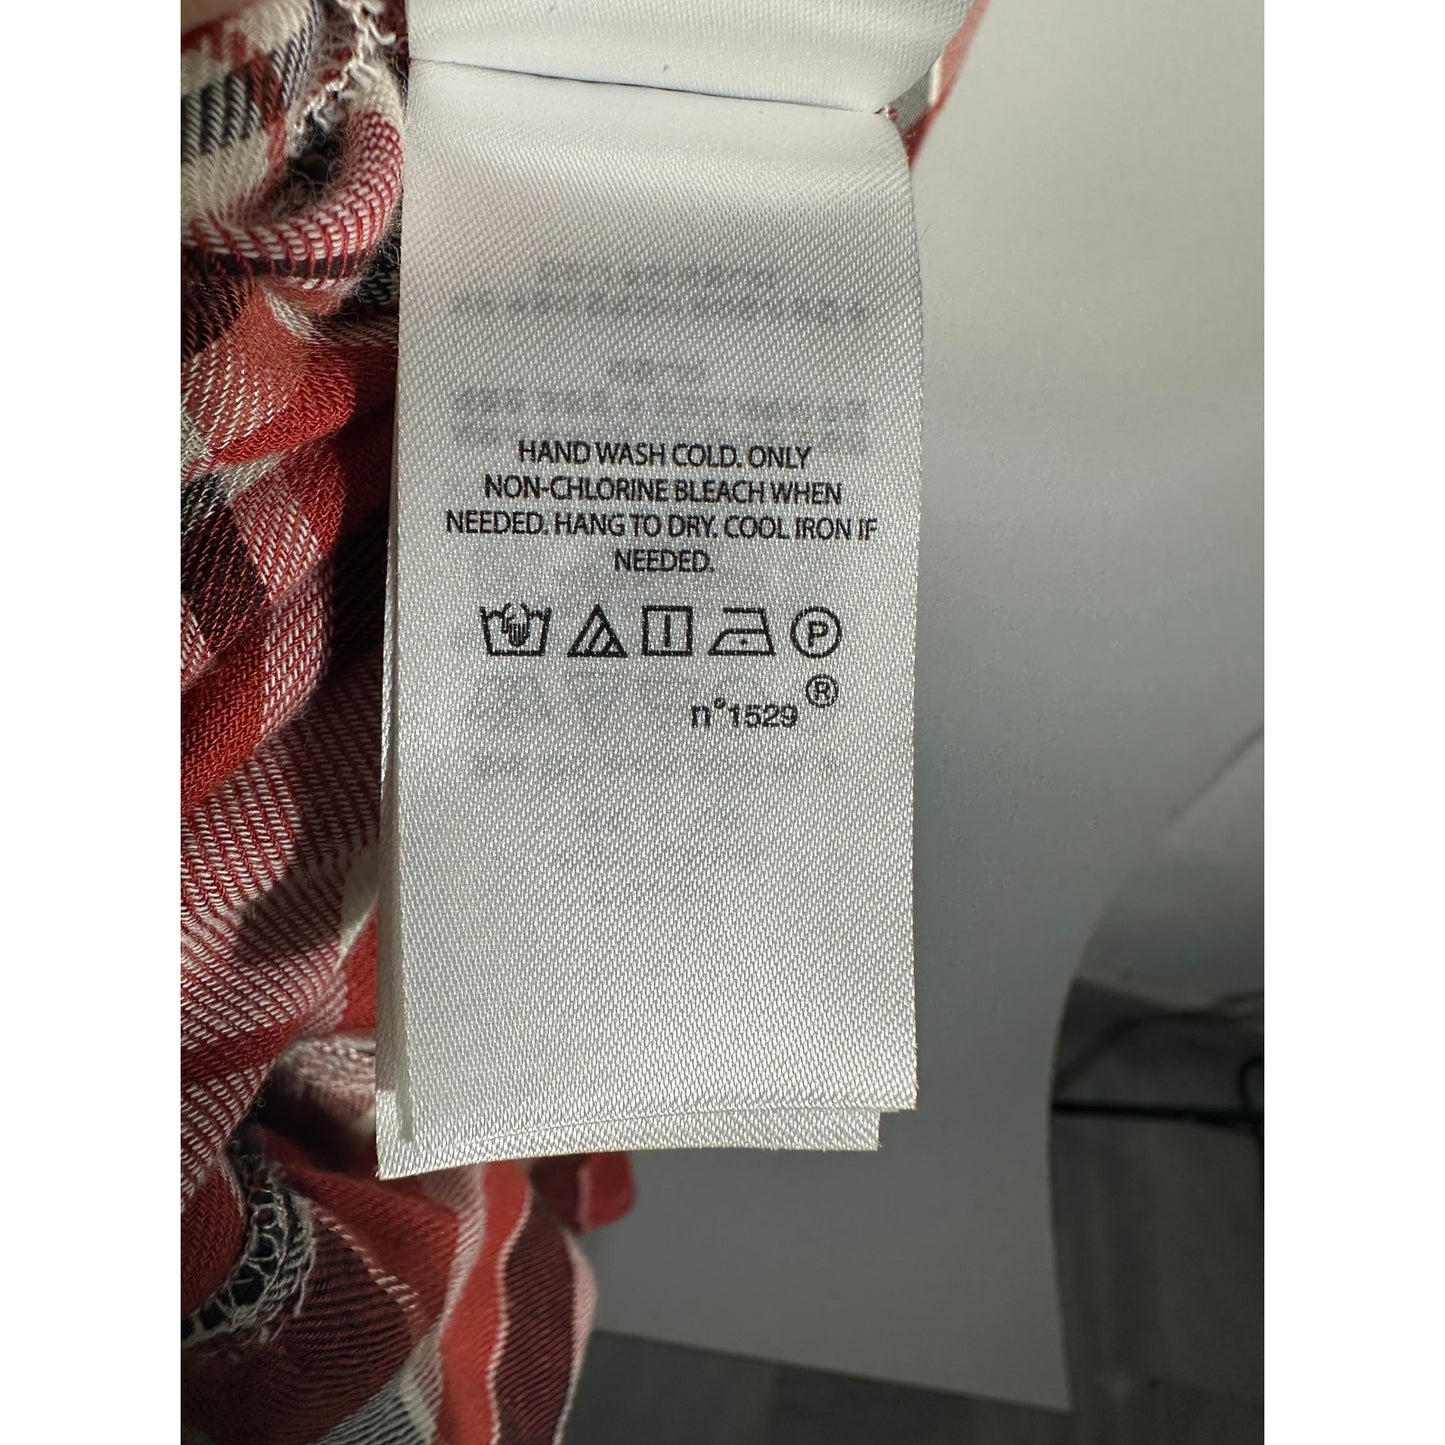 HAND WASH COLD. ONLY
NON-CHLORINE BLEACH WHEN
NEEDED. HANG TO DRY. COOL IRON IF
NEEDED.
P
n°1529®